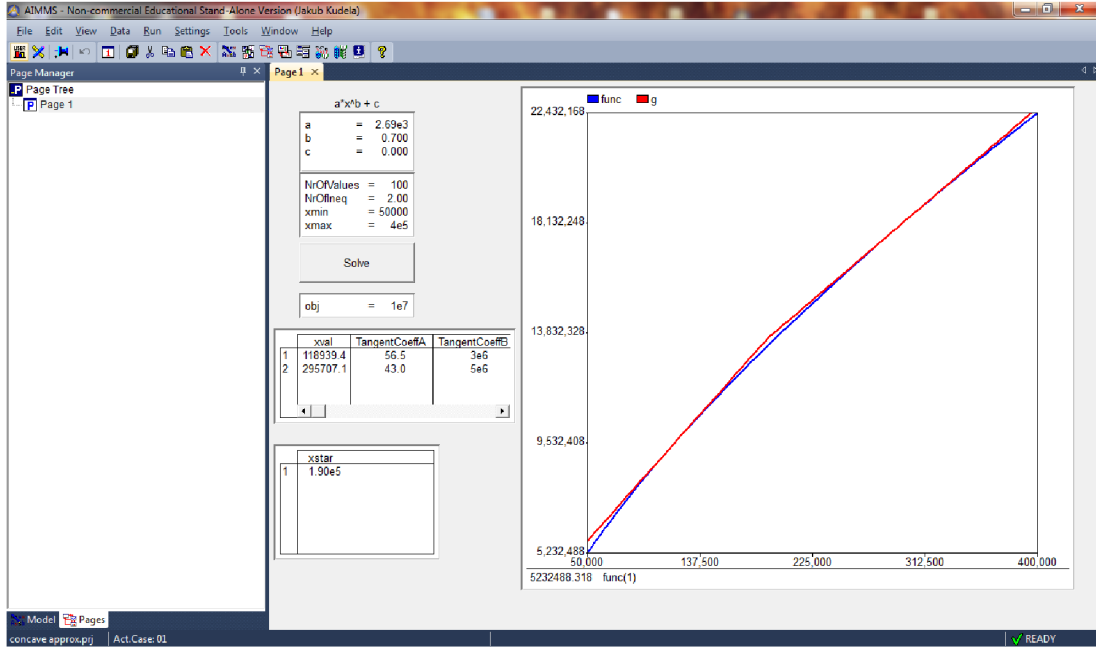 AIMMS - Non-commercial Educational Stand-Alone Version (Jakub Kudela)
File Edit View Data Run Settings Tools Window Help
Page Manager
Page 1
Page Tree
Page 1
a*x^b + c
a = 2.69e3
b = 0.700
c = 0.000
NrOfValues = 100
NrOfIneq = 2.00
xmin = 50000
xmax = 4e5
Solve
obj = 1e7
xval TangentCoeffA TangentCoeffB
1 118939.4 56.5 3e6
2 295707.1 43.0 5e6
xstar
1 1.90e5
func g
22,432,168
18,132,248
13,832,328
9,532,408
5,232,488
50,000 137,500 225,000 312,500 400,000
5232488.318 func(1)
Model Pages
concave approx.prj Act.Case: 01 READY